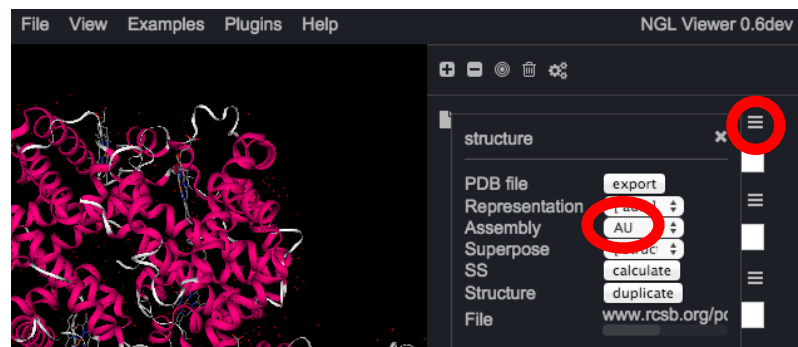 File View Examples Plugins Help NGL Viewer 0.6dev
structure
PDB file export
Representation
Assembly AU
Superpose
SS calculate
Structure duplicate
File www.rcsb.org/